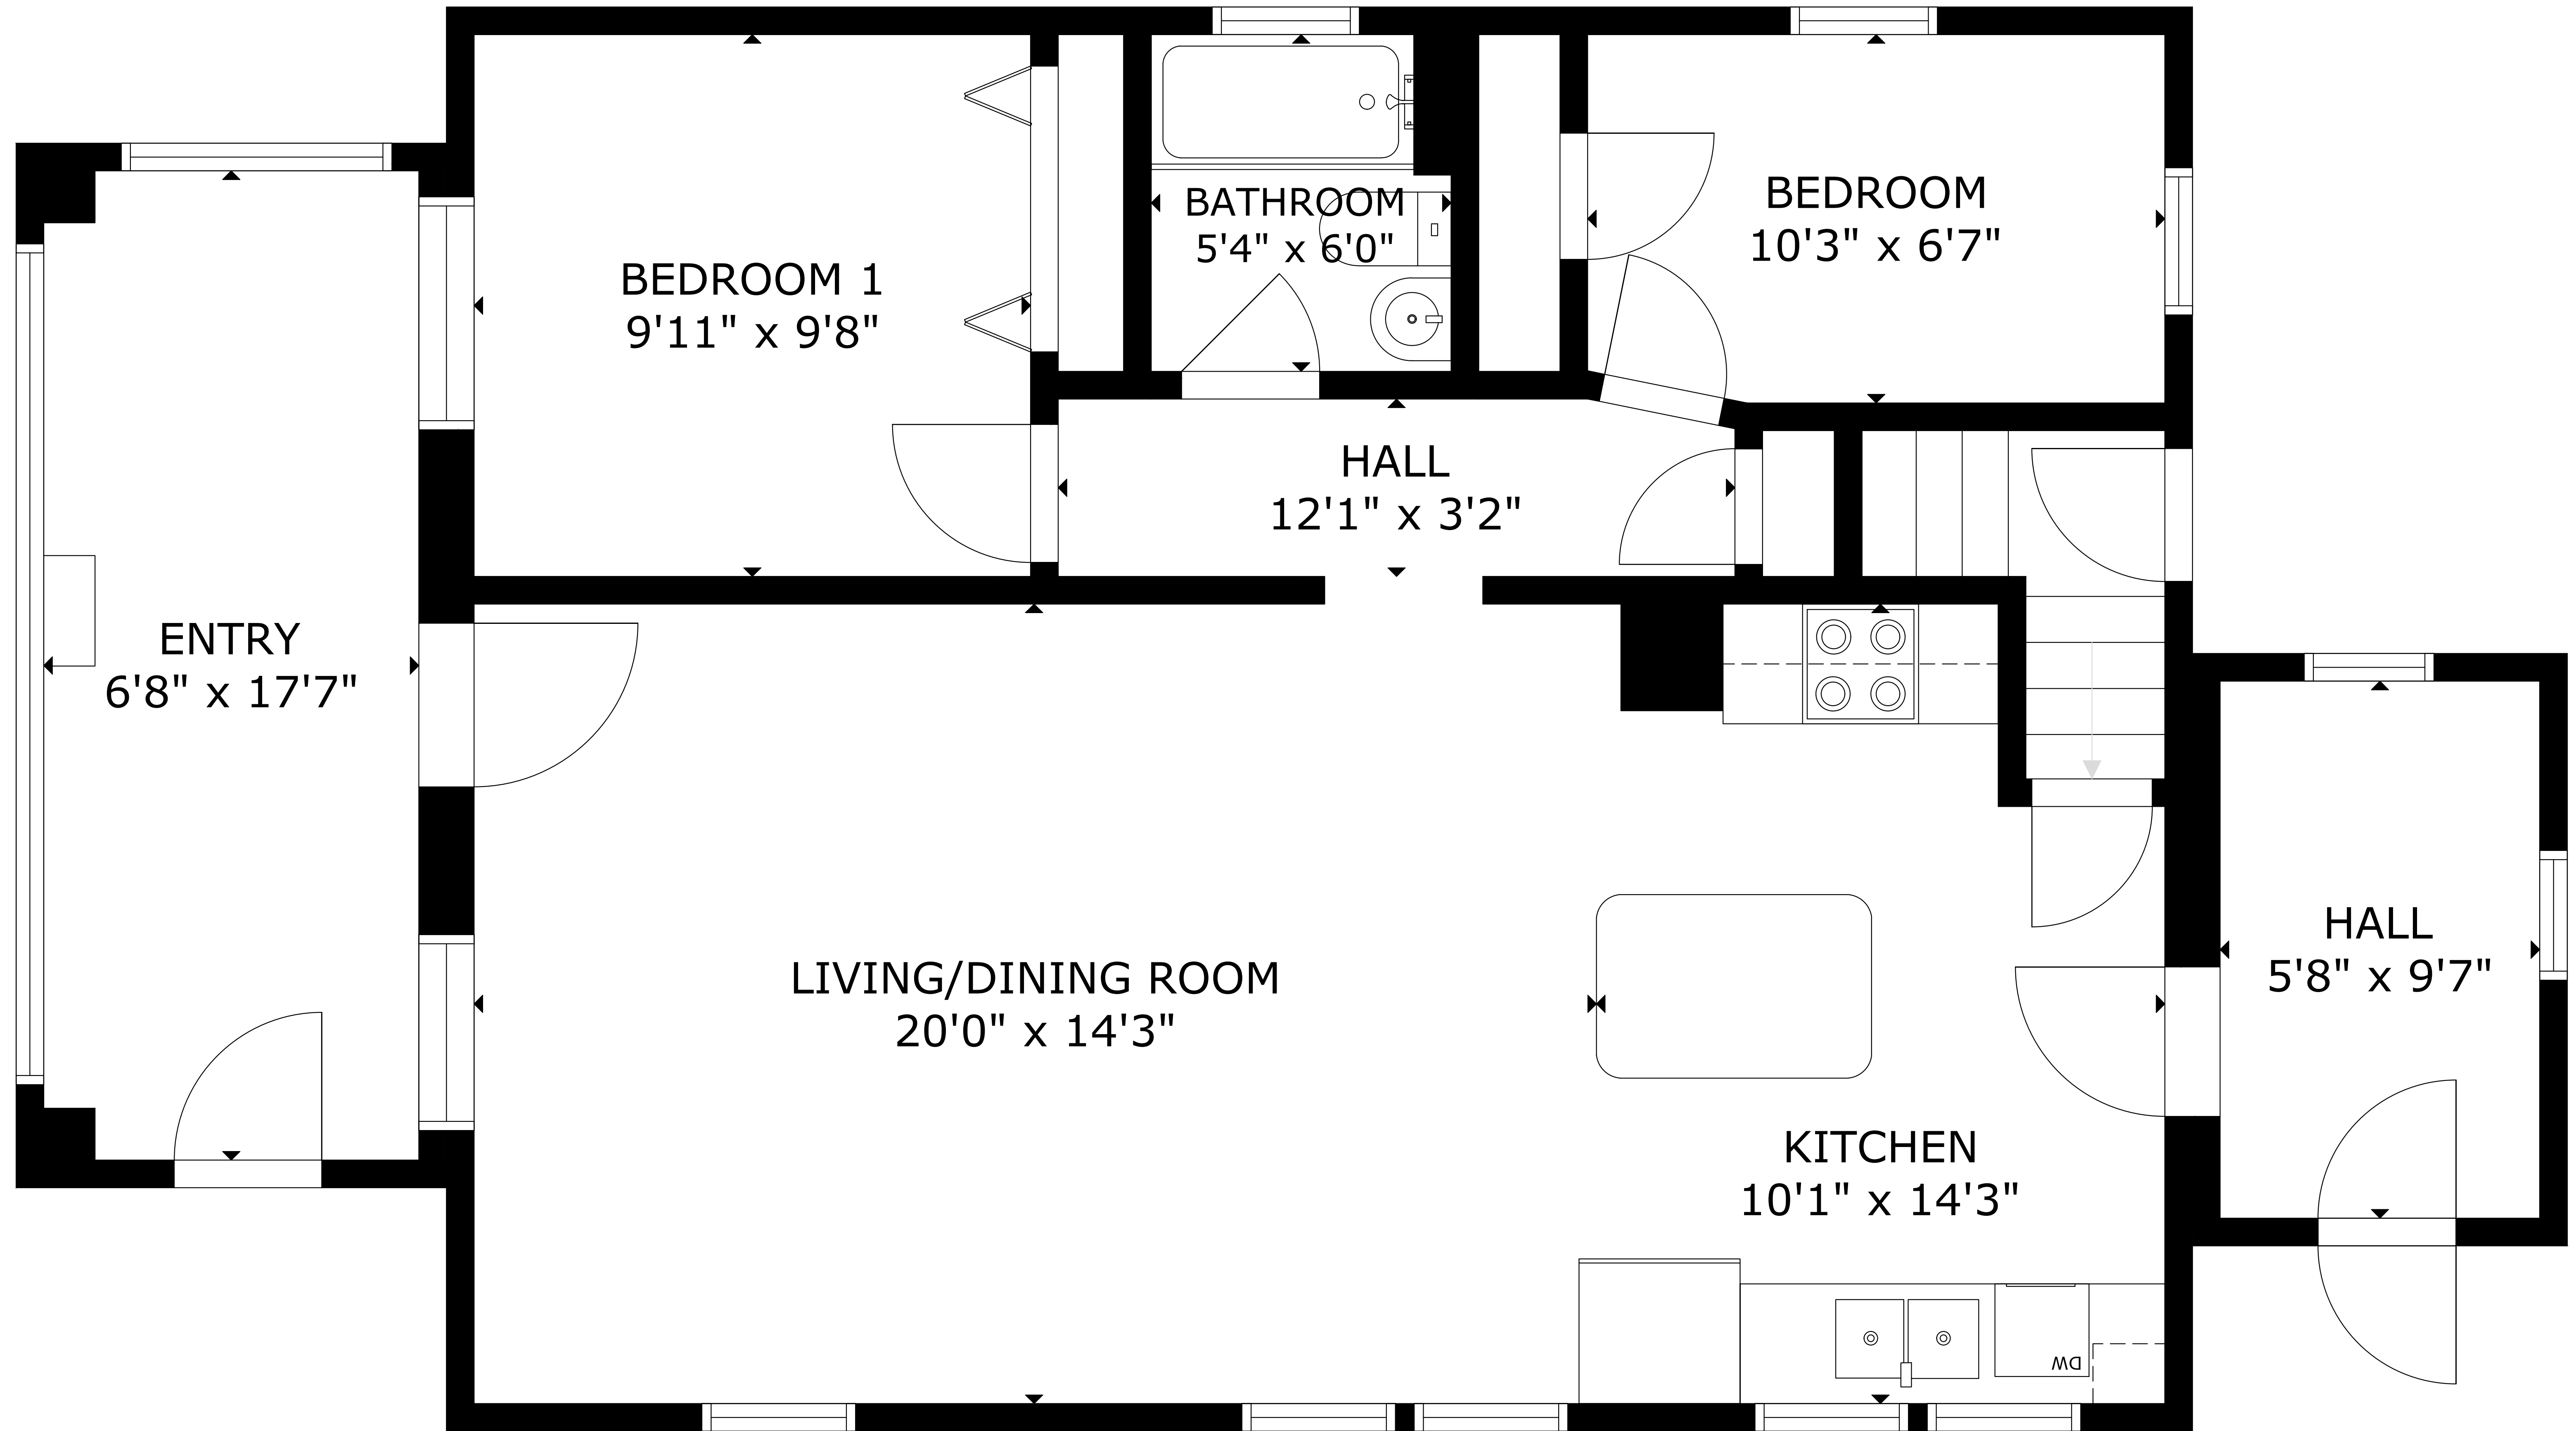 BEDROOM 1
9'11" x 9'8"
BATHROOM
5'4" x 6'0"
BEDROOM
10'3" x 6'7"
HALL
12'1" x 3'2"
ENTRY
6'8" x 17'7"
LIVING/DINING ROOM
20'0" x 14'3"
HALL
5'8" x 9'7"
KITCHEN
10'1" x 14'3"
DW